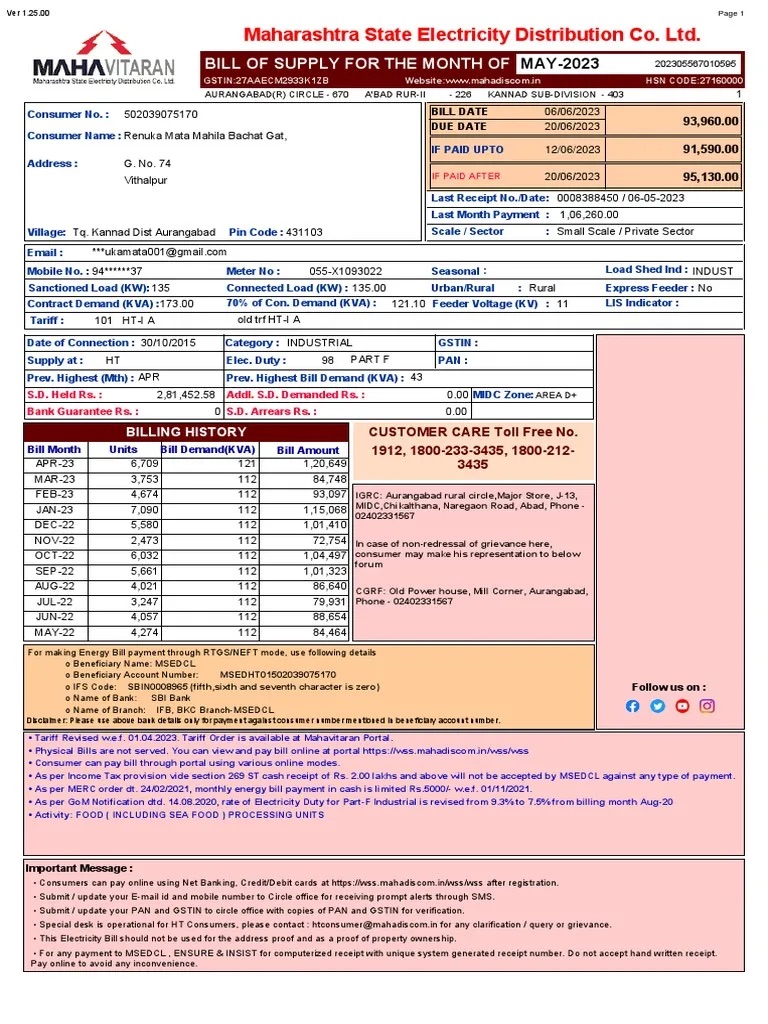 Ver 1.25.00
Page 1
Maharashtra State Electricity Distribution Co. Ltd.
MAHAVITARAN
Maharashtra State Electricity Distribution Co. Ltd.
BILL OF SUPPLY FOR THE MONTH OF MAY-2023 202305567010595
GSTIN:27AAECM2933K1ZB Website:www.mahadiscom.in HSN CODE:27160000
AURANGABAD(R) CIRCLE - 670 A'BAD RUR-II - 226 KANNAD SUB-DIVISION - 403 1
Consumer No. : 502039075170
Consumer Name : Renuka Mata Mahila Bachat Gat,
Address : G. No. 74
Vithalpur
Village: Tq. Kannad Dist Aurangabad Pin Code : 431103
BILL DATE 06/06/2023
DUE DATE 20/06/2023
93,960.00
IF PAID UPTO 12/06/2023 91,590.00
IF PAID AFTER 20/06/2023 95,130.00
Last Receipt No./Date: 0008388450 / 06-05-2023
Last Month Payment : 1,06,260.00
Scale / Sector : Small Scale / Private Sector
Email : ***ukamata001@gmail.com
Mobile No. : 94******37 Meter No : 055-X1093022 Seasonal : Load Shed Ind : INDUST
Sanctioned Load (KW): 135 Connected Load (KW) : 135.00 Urban/Rural : Rural Express Feeder : No
Contract Demand (KVA) :173.00 70% of Con. Demand (KVA) : 121.10 Feeder Voltage (KV) : 11 LIS Indicator :
Tariff : 101 HT-I A old trf HT-I A
Date of Connection : 30/10/2015 Category : INDUSTRIAL GSTIN :
Supply at : HT Elec. Duty : 98 PART F PAN :
Prev. Highest (Mth) : APR Prev. Highest Bill Demand (KVA) : 43
S.D. Held Rs. : 2,81,452.58 Addl. S.D. Demanded Rs. : 0.00 MIDC Zone: AREA D+
Bank Guarantee Rs. : 0 S.D. Arrears Rs. : 0.00
BILLING HISTORY
Bill Month Units Bill Demand(KVA) Bill Amount
APR-23 6,709 121 1,20,649
MAR-23 3,753 112 84,748
FEB-23 4,674 112 93,097
JAN-23 7,090 112 1,15,068
DEC-22 5,580 112 1,01,410
NOV-22 2,473 112 72,754
OCT-22 6,032 112 1,04,497
SEP-22 5,661 112 1,01,323
AUG-22 4,021 112 86,640
JUL-22 3,247 112 79,931
JUN-22 4,057 112 88,654
MAY-22 4,274 112 84,464
CUSTOMER CARE Toll Free No.
1912, 1800-233-3435, 1800-212-
3435
IGRC: Aurangabad rural circle,Major Store, J-13,
MIDC,Chikalthana, Naregaon Road, Abad, Phone -
02402331567
In case of non-redressal of grievance here,
consumer may make his representation to below
forum
CGRF: Old Power house, Mill Corner, Aurangabad,
Phone - 02402331567
For making Energy Bill payment through RTGS/NEFT mode, use following details
o Beneficiary Name: MSEDCL
o Beneficiary Account Number: MSEDHT01502039075170
o IFS Code: SBIN0008965 (fifth,sixth and seventh character is zero)
o Name of Bank: SBI Bank
o Name of Branch: IFB, BKC Branch-MSEDCL
Disclaimer: Please use above bank details only for payment against consumer number mentioned in beneficiary account number.
Follow us on :
• Tariff Revised w.e.f. 01.04.2023. Tariff Order is available at Mahavitaran Portal.
• Physical Bills are not served. You can view and pay bill online at portal https://wss.mahadiscom.in/wss/wss
• Consumer can pay bill through portal using various online modes.
• As per Income Tax provision vide section 269 ST cash receipt of Rs. 2.00 lakhs and above will not be accepted by MSEDCL against any type of payment.
• As per MERC order dt. 24/02/2021, monthly energy bill payment in cash is limited Rs.5000/- w.e.f. 01/11/2021.
• As per GoM Notification dtd. 14.08.2020, rate of Electricity Duty for Part-F Industrial is revised from 9.3% to 7.5% from billing month Aug-20
• Activity: FOOD ( INCLUDING SEA FOOD ) PROCESSING UNITS
Important Message :
• Consumers can pay online using Net Banking, Credit/Debit cards at https://wss.mahadiscom.in/wss/wss after registration.
• Submit / update your E-mail id and mobile number to Circle office for receiving prompt alerts through SMS.
• Submit / update your PAN and GSTIN to circle office with copies of PAN and GSTIN for verification.
• Special desk is operational for HT Consumers, please contact : htconsumer@mahadiscom.in for any clarification / query or grievance.
• This Electricity Bill should not be used for the address proof and as a proof of property ownership.
• For any payment to MSEDCL , ENSURE & INSIST for computerized receipt with unique system generated receipt number. Do not accept hand written receipt.
Pay online to avoid any inconvenience.